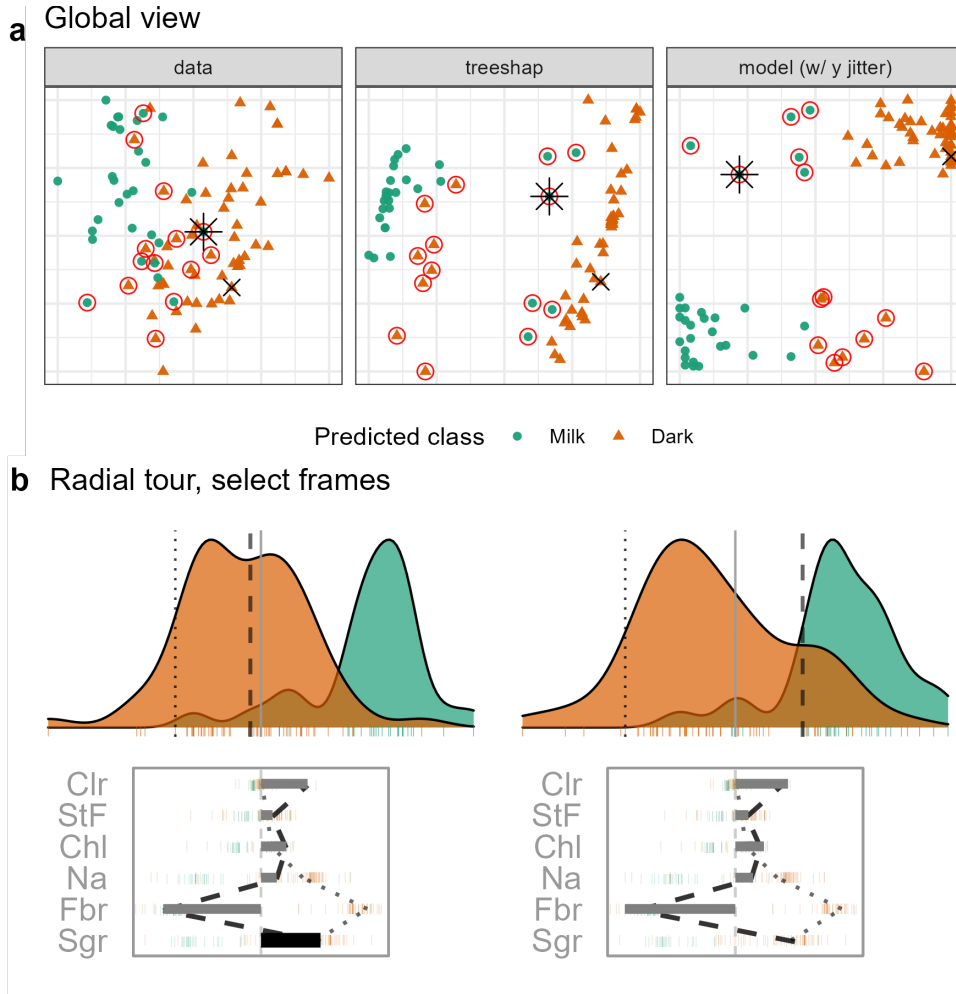 a Global view
data treeshap model (w/ y jitter)
Predicted class Milk Dark
b Radial tour, select frames
Clr Clr
StF StF
Chl Chl
Na Na
Fbr Fbr
Sgr Sgr